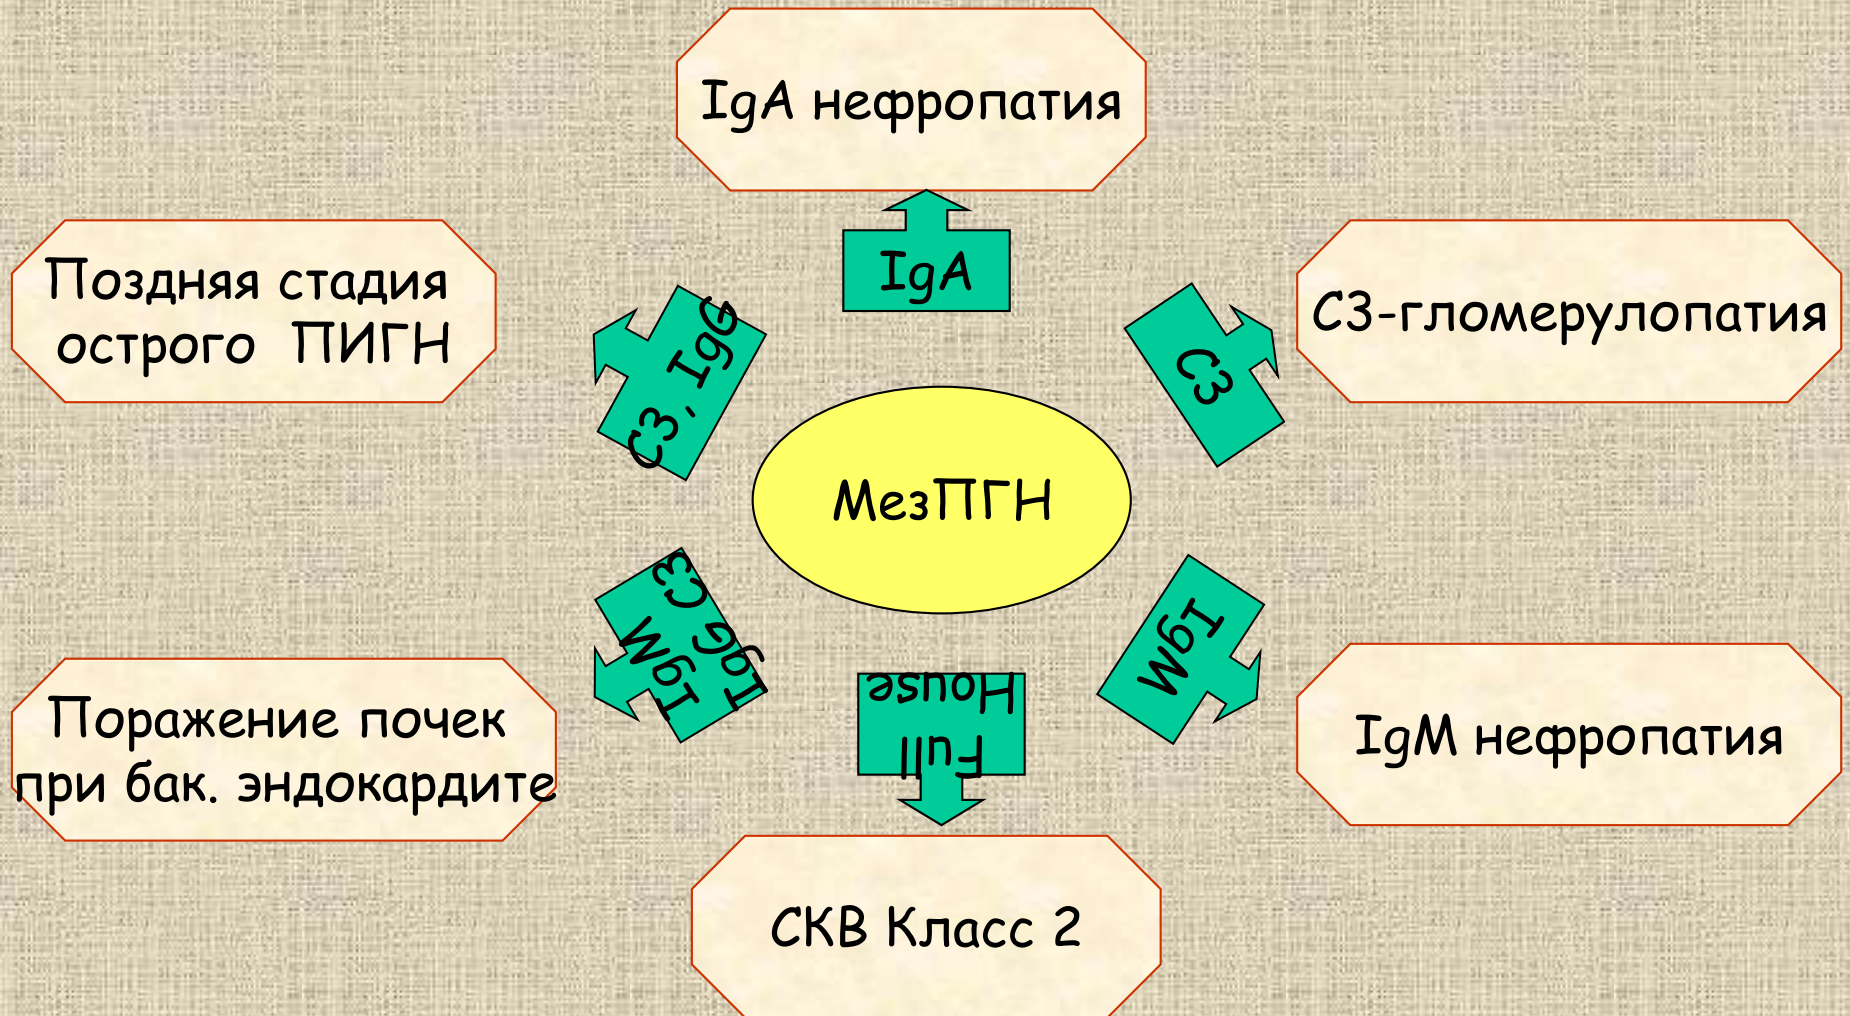 IgA нефропатия
IgA
Поздняя стадия
острого ПИГН
C3, IgG
C3
С3-гломерулопатия
МезПГН
IgG C3
IgM
Full
House
IgM
Поражение почек
при бак. эндокардите
IgM нефропатия
СКВ Класс 2